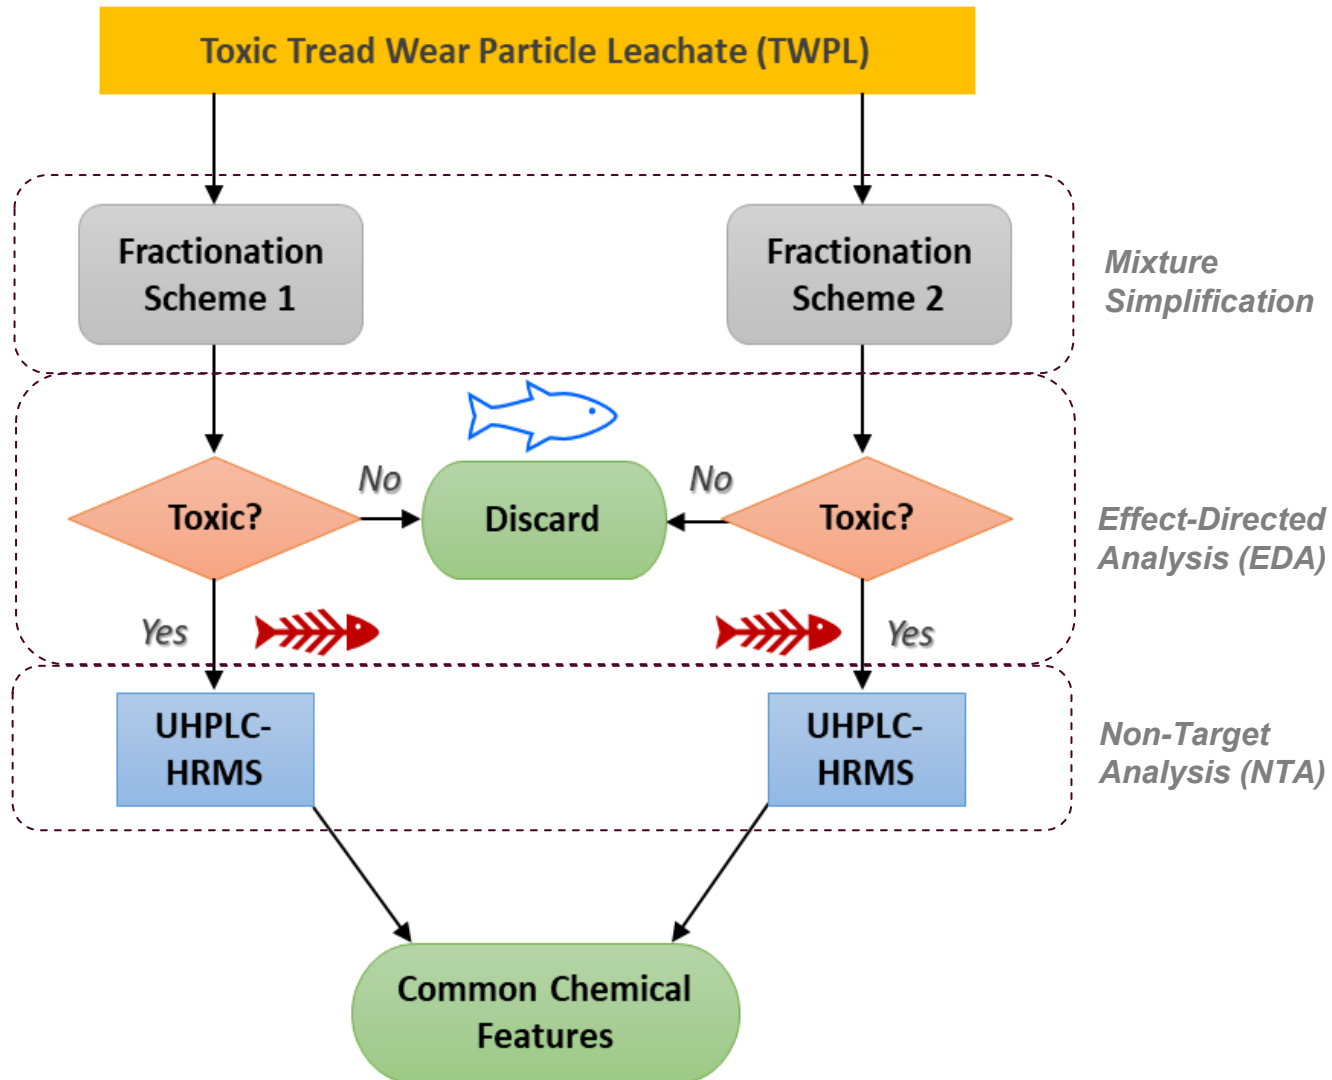 Toxic Tread Wear Particle Leachate (TWPL)
Fractionation
Scheme 1
Fractionation
Scheme 2
Mixture
Simplification
Toxic?
No
Discard
No
Toxic?
Effect-Directed
Analysis (EDA)
Yes
Yes
UHPLC-
HRMS
UHPLC-
HRMS
Non-Target
Analysis (NTA)
Common Chemical
Features